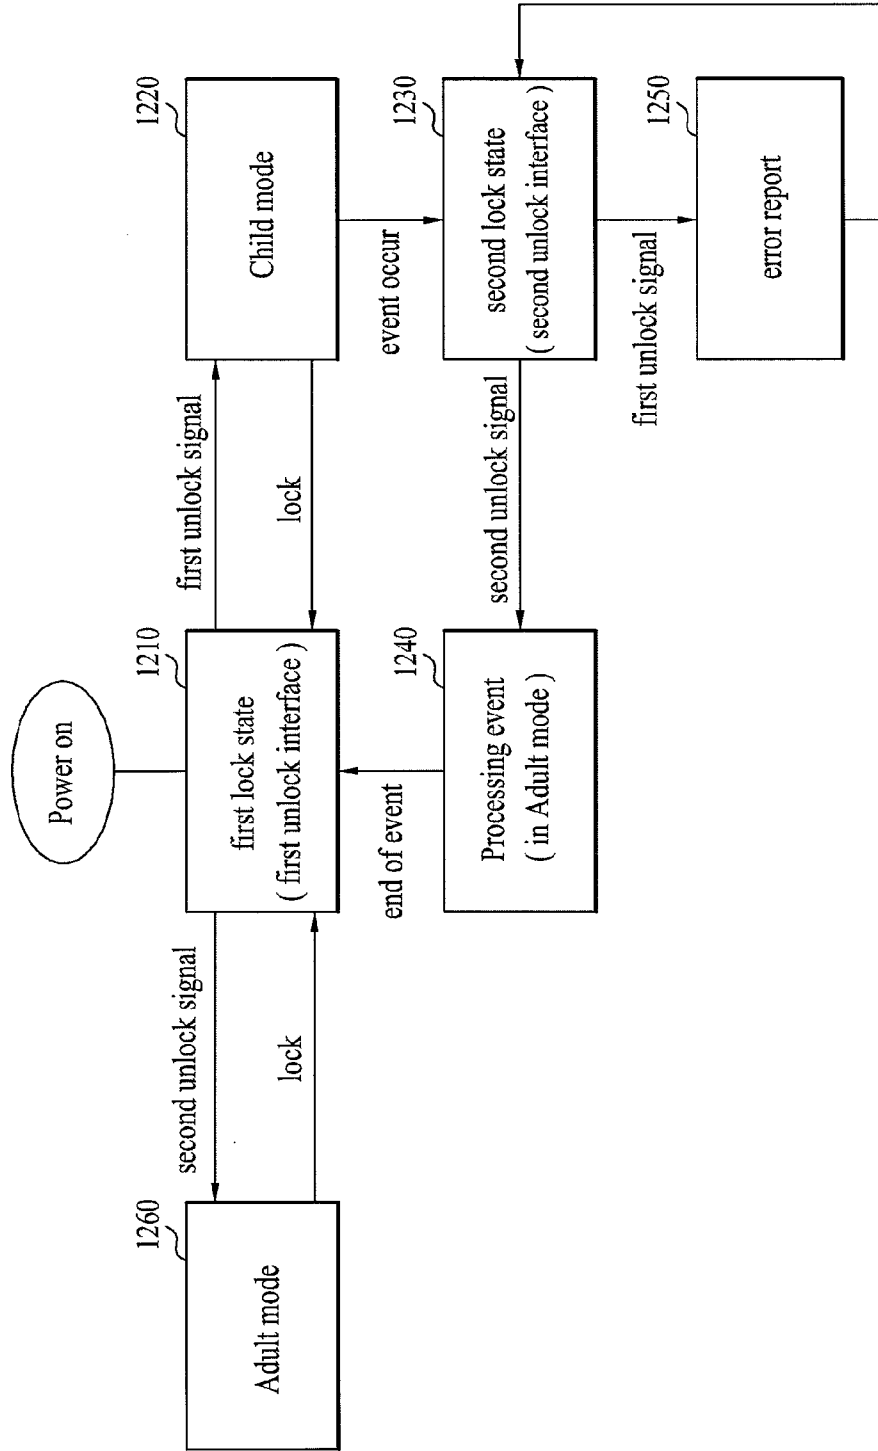 Power on
1260
Adult mode
second unlock signal
lock
1210
first lock state
( first unlock interface )
first unlock signal
lock
1220
Child mode
end of event
event occur
1240
Processing event
( in Adult mode )
second unlock signal
1230
second lock state
( second unlock interface )
first unlock signal
1250
error report